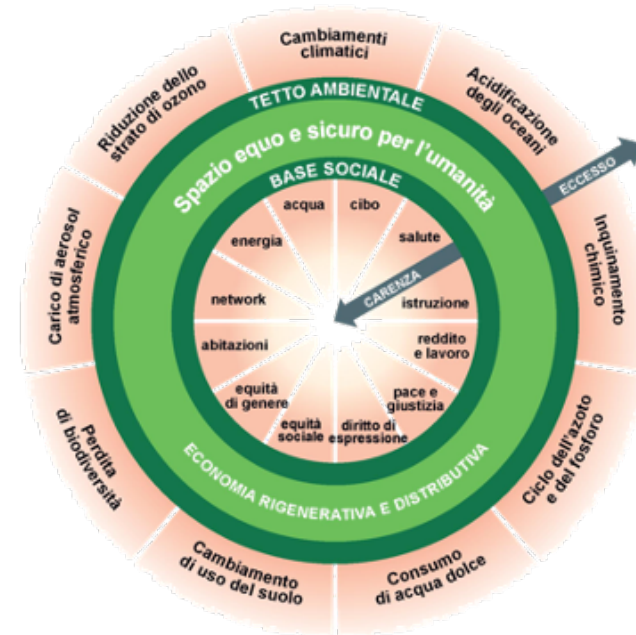 Cambiamenti
climatici
Acidificazione
degli oceani
ECCESSO
Inquinamento
chimico
Ciclo dell'azoto
e del fosforo
Consumo
di acqua dolce
Cambiamento
di uso del suolo
Perdita
di biodiversità
Carico di aerosol
atmosferico
Riduzione dello
strato di ozono
TETTO AMBIENTALE
Spazio equo e sicuro per l'umanità
BASE SOCIALE
acqua
cibo
salute
CARENZA
istruzione
reddito
e lavoro
pace e
giustizia
diritto di
espressione
equità
sociale
equità
di genere
abitazioni
network
energia
ECONOMIA RIGENERATIVA E DISTRIBUTIVA